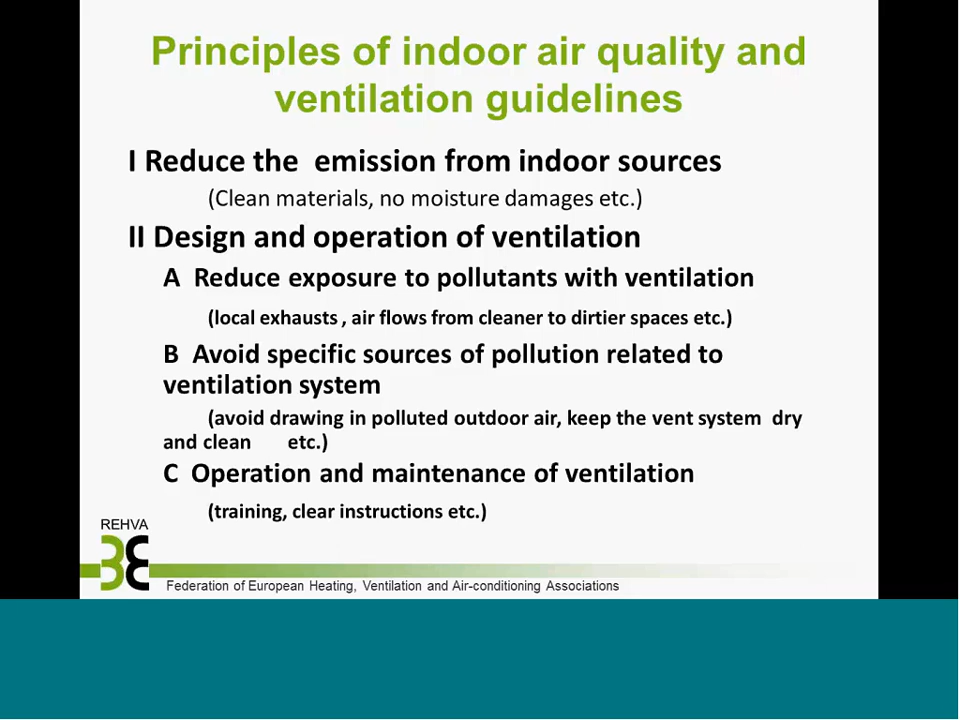 Principles of indoor air quality and
ventilation guidelines
I Reduce the emission from indoor sources
(Clean materials, no moisture damages etc.)
II Design and operation of ventilation
A Reduce exposure to pollutants with ventilation
(local exhausts , air flows from cleaner to dirtier spaces etc.)
B Avoid specific sources of pollution related to
ventilation system
(avoid drawing in polluted outdoor air, keep the vent system dry
and clean etc.)
C Operation and maintenance of ventilation
(training, clear instructions etc.)
REHVA
Federation of European Heating, Ventilation and Air-conditioning Associations